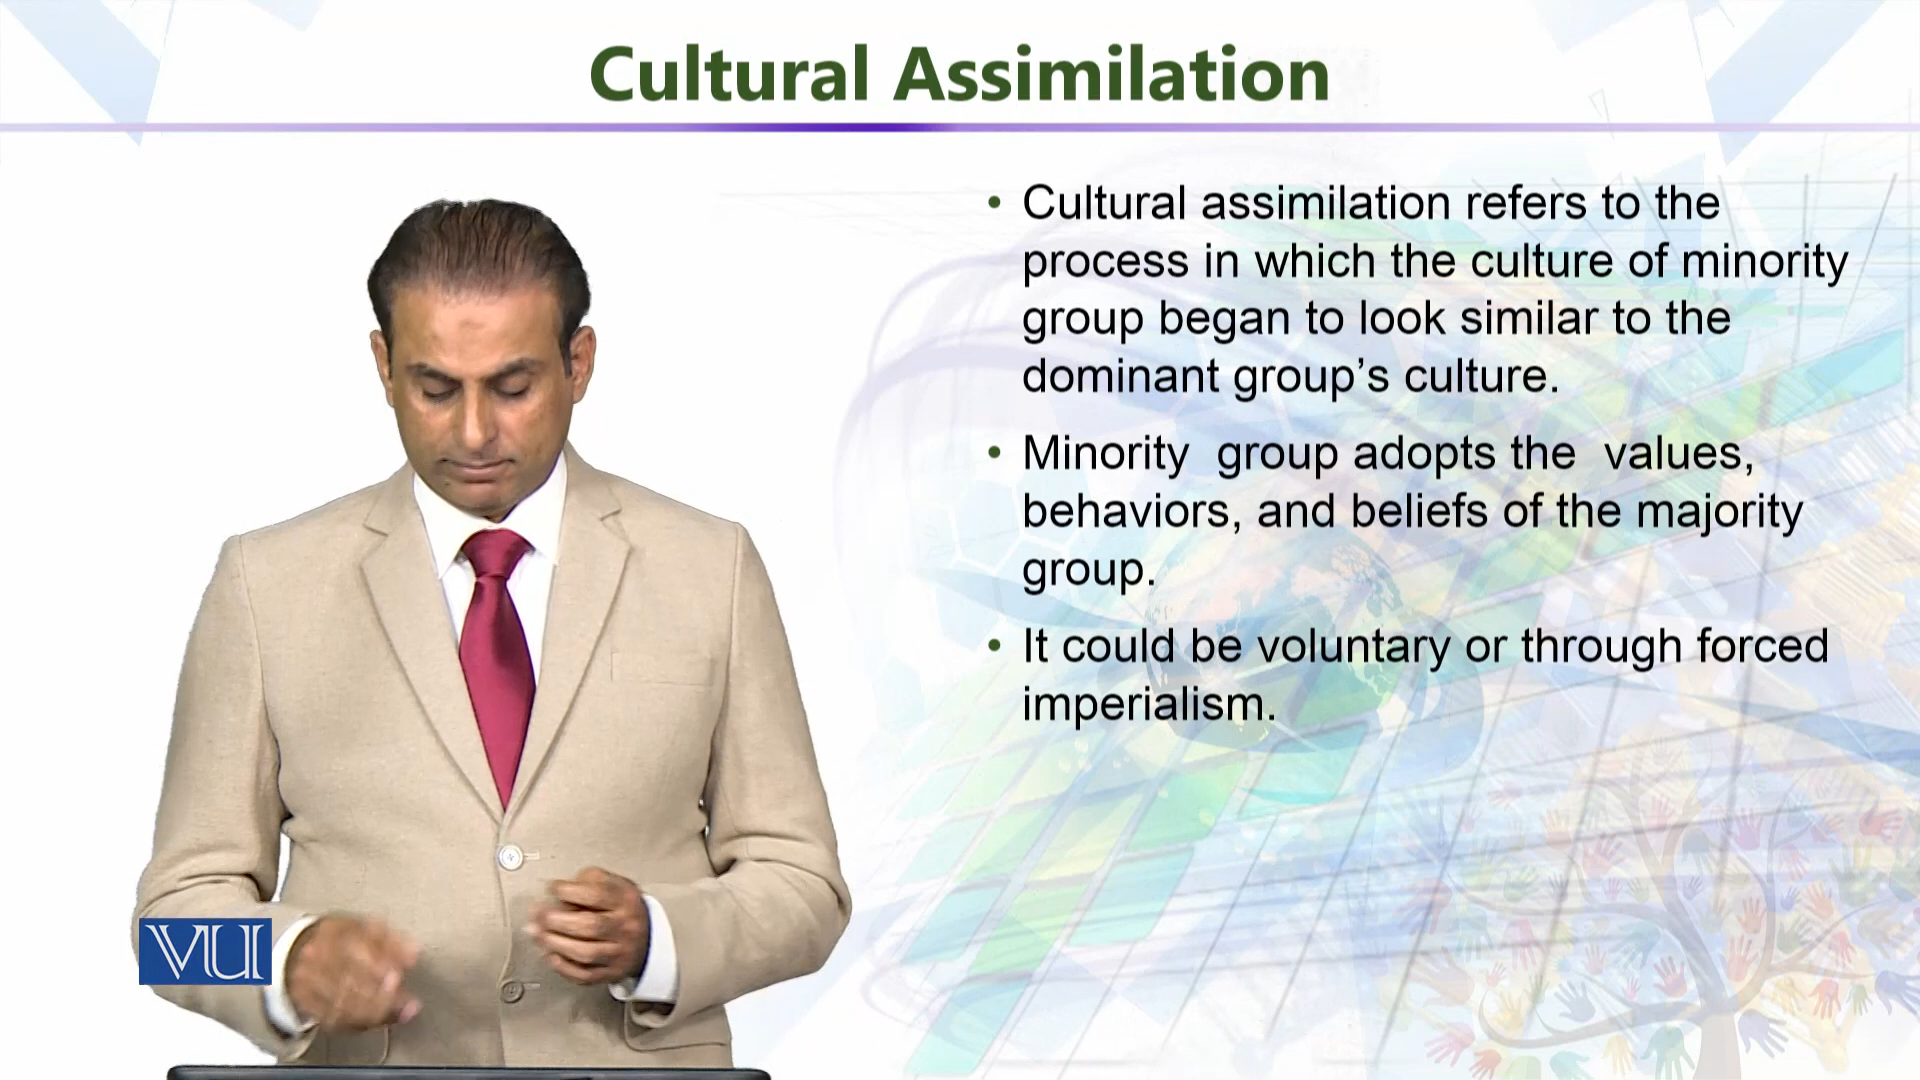 Cultural Assimilation
• Cultural assimilation refers to the
process in which the culture of minority
group began to look similar to the
dominant group’s culture.
• Minority  group adopts the  values,
behaviors, and beliefs of the majority
group.
• It could be voluntary or through forced
imperialism.
VU